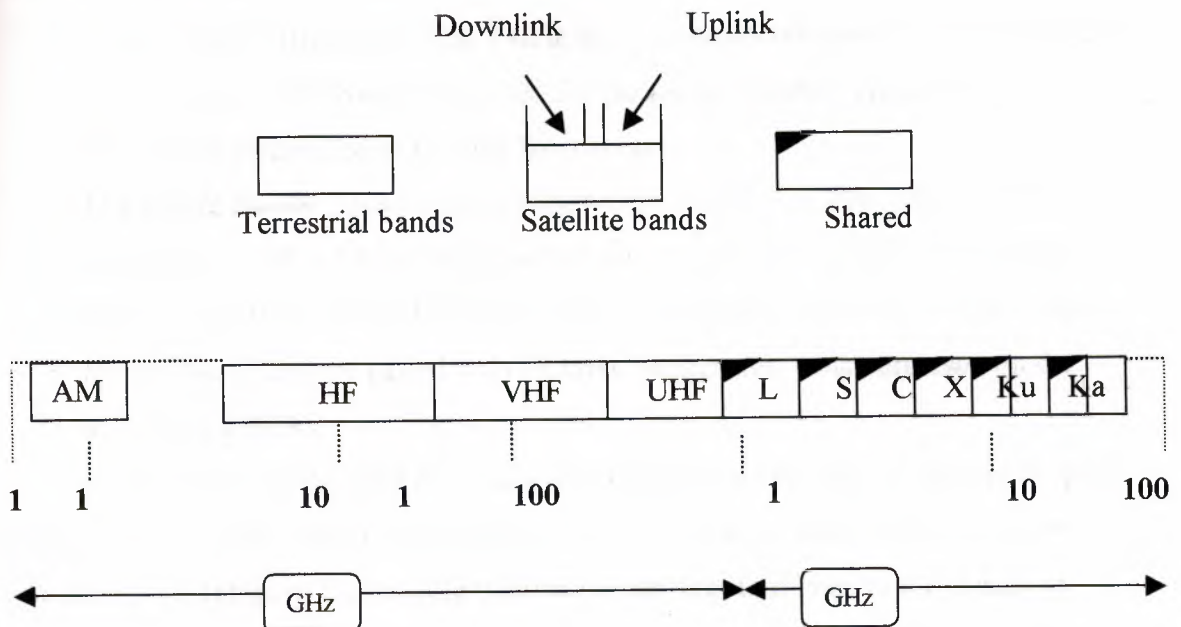 Downlink Uplink
Terrestrial bands Satellite bands Shared
AM HF VHF UHF L S C X Ku Ka
1 1 10 1 100 1 10 100
GHz GHz